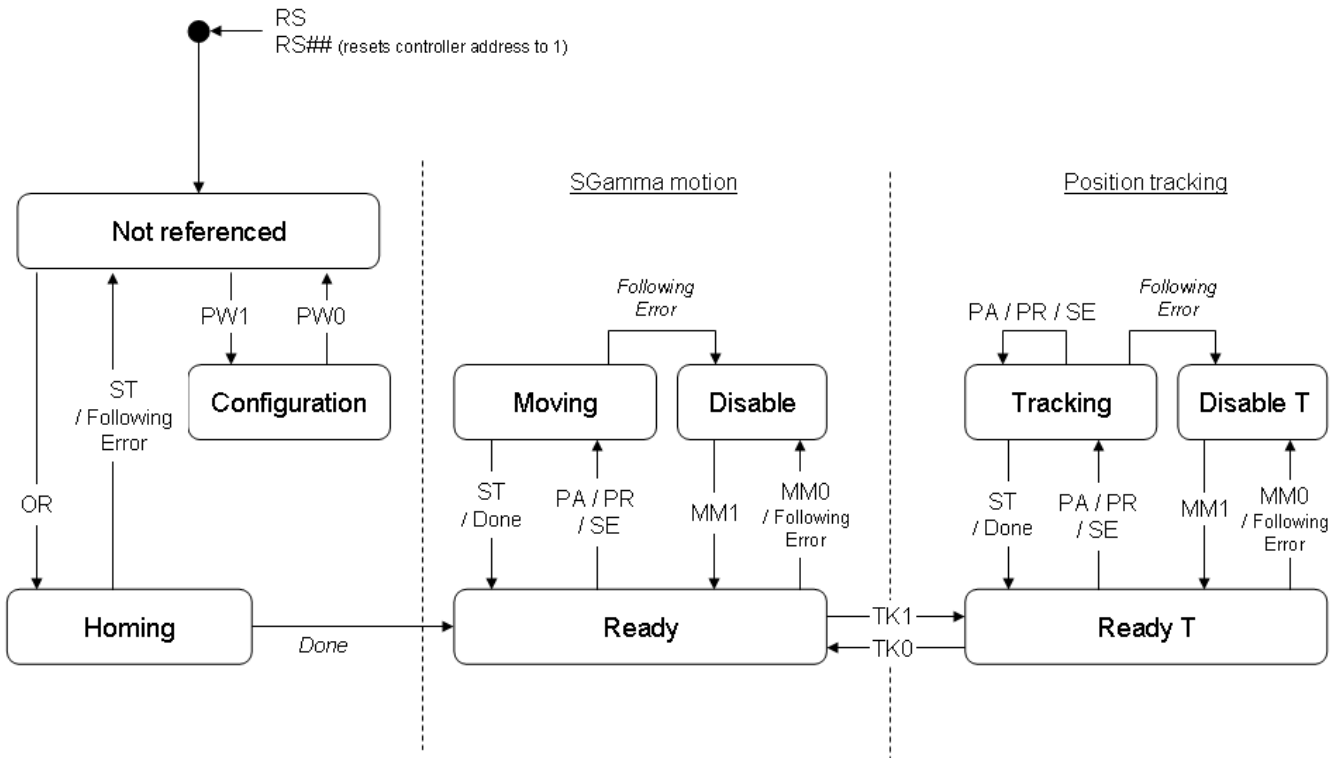 RS
RS## (resets controller address to 1)
SGamma motion
Position tracking
Not referenced
PW1
PW0
Configuration
ST
/ Following
Error
OR
Homing
Done
Following
Error
Moving
Disable
ST
/ Done
PA / PR
/ SE
MM1
MM0
/ Following
Error
Ready
TK1
TK0
PA / PR / SE
Following
Error
Tracking
Disable T
ST
/ Done
PA / PR
/ SE
MM1
MM0
/ Following
Error
Ready T